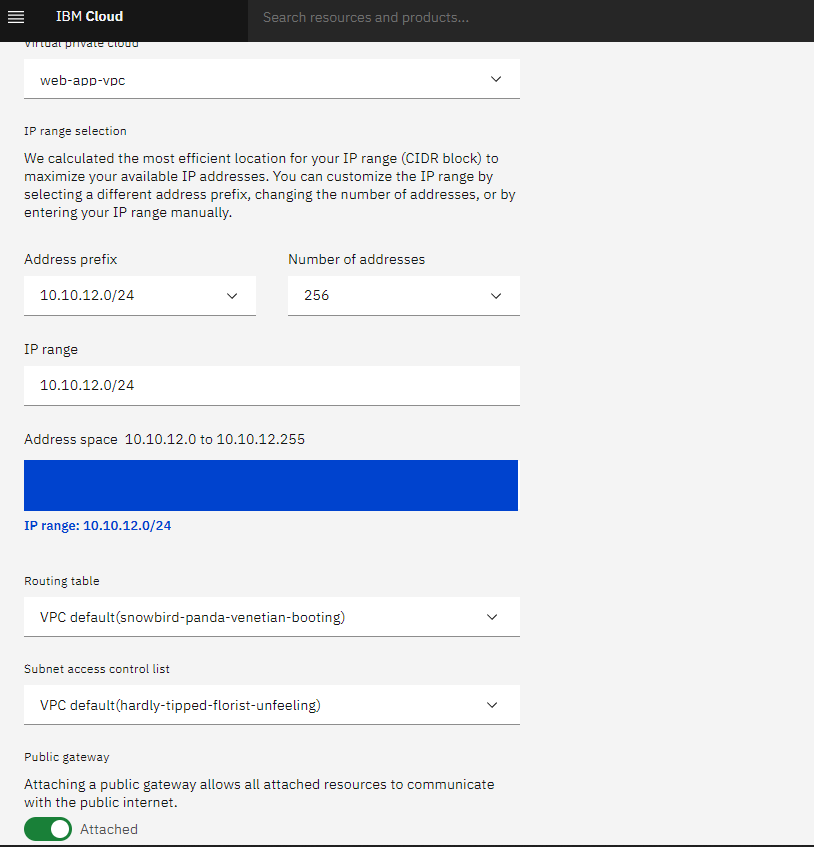 IBM Cloud
Search resources and products...
Virtual private cloud
web-app-vpc
IP range selection
We calculated the most efficient location for your IP range (CIDR block) to
maximize your available IP addresses. You can customize the IP range by
selecting a different address prefix, changing the number of addresses, or by
entering your IP range manually.
Address prefix
Number of addresses
10.10.12.0/24
256
IP range
10.10.12.0/24
Address space 10.10.12.0 to 10.10.12.255
IP range: 10.10.12.0/24
Routing table
VPC default(snowbird-panda-venetian-booting)
Subnet access control list
VPC default(hardly-tipped-florist-unfeeling)
Public gateway
Attaching a public gateway allows all attached resources to communicate
with the public internet.
Attached